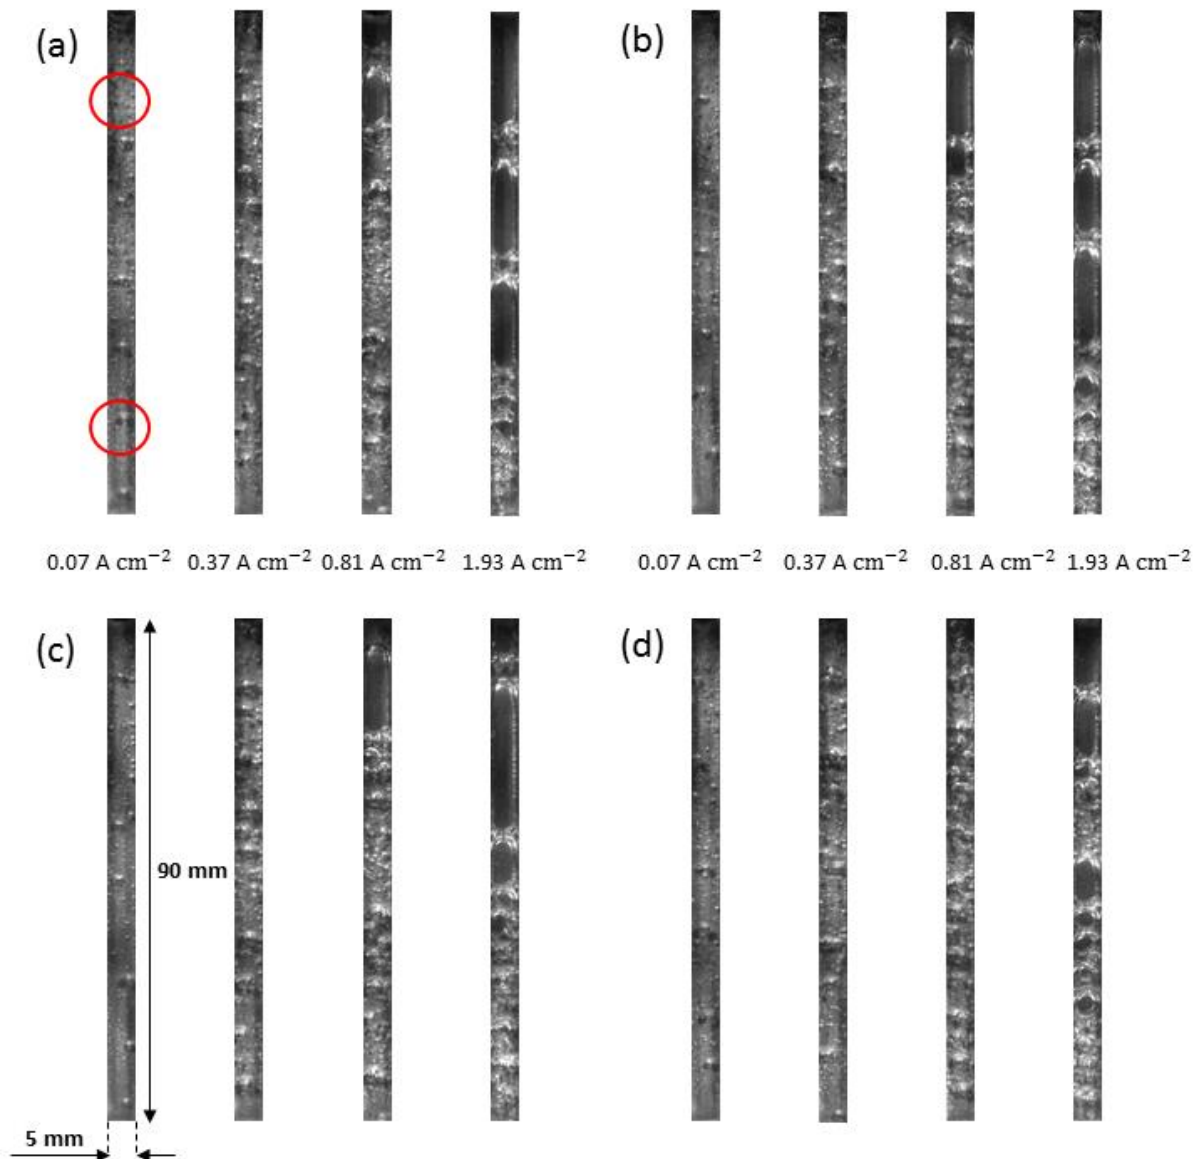 (a)
(b)
0.07 A cm⁻² 0.37 A cm⁻² 0.81 A cm⁻² 1.93 A cm⁻² 0.07 A cm⁻² 0.37 A cm⁻² 0.81 A cm⁻² 1.93 A cm⁻²
(c)
(d)
90 mm
5 mm